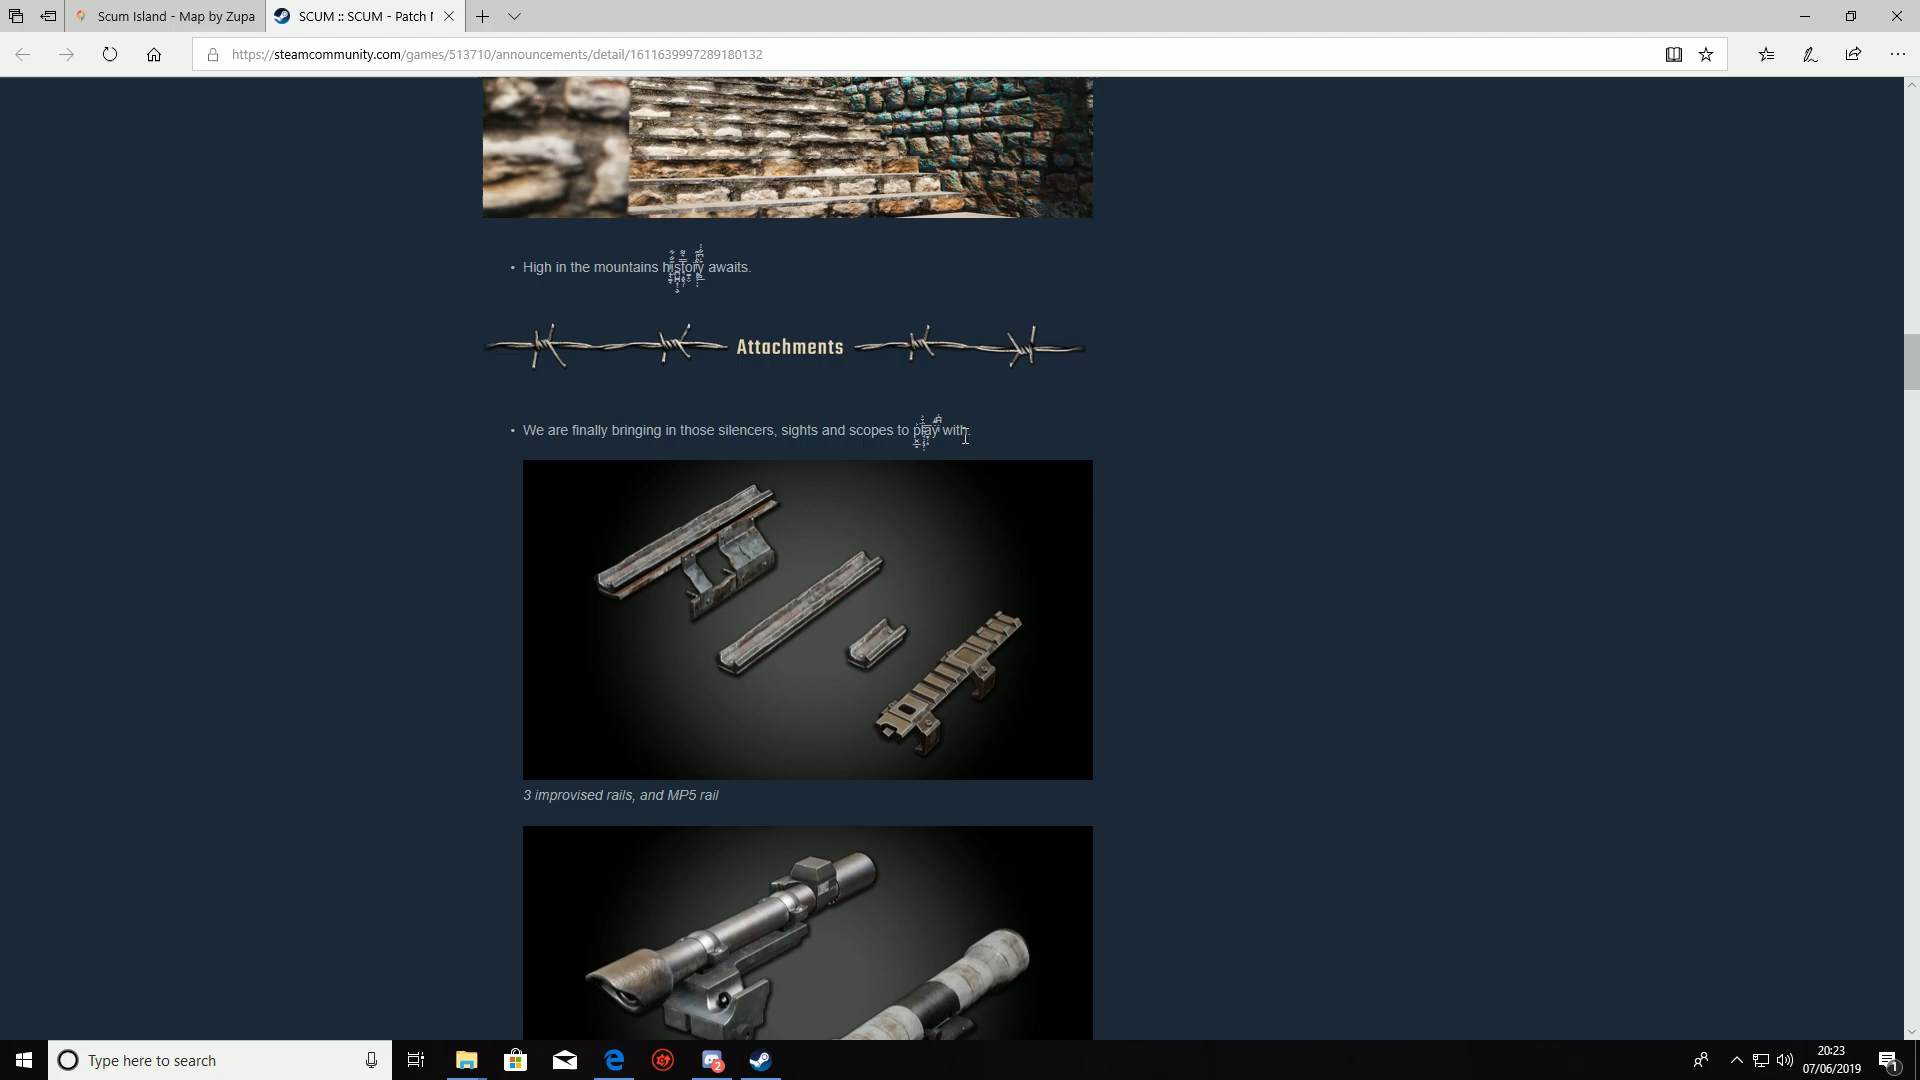 Scum Island - Map by Zupa
SCUM :: SCUM - Patch
https://steamcommunity.com/games/513710/announcements/detail/1611639997289180132
• High in the mountains history awaits.
Attachments
• We are finally bringing in those silencers, sights and scopes to play with.
3 improvised rails, and MP5 rail
Type here to search
2
20:23
07/06/2019
1